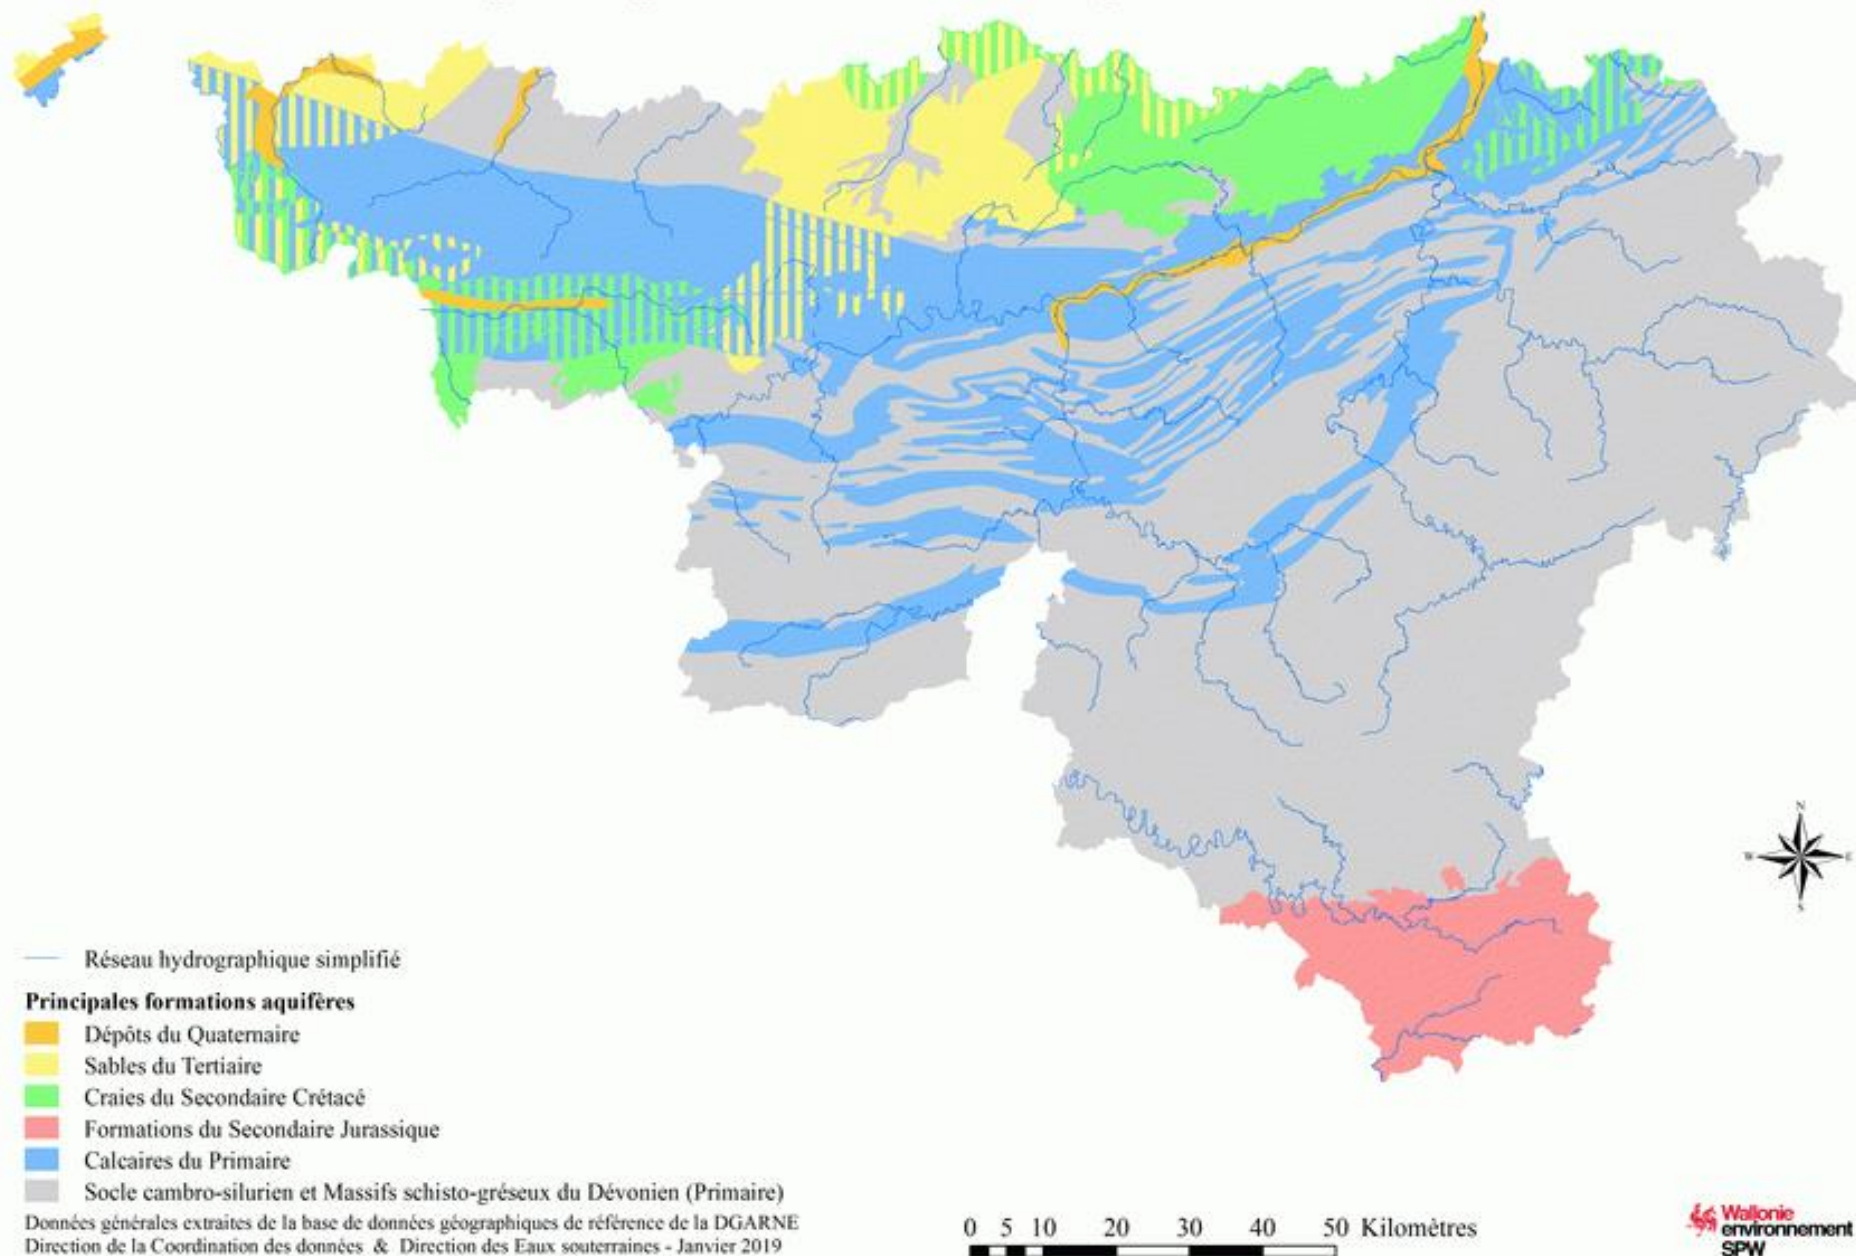 N
W
E
S
Réseau hydrographique simplifié
Principales formations aquifères
Dépôts du Quaternaire
Sables du Tertiaire
Craies du Secondaire Crétacé
Formations du Secondaire Jurassique
Calcaires du Primaire
Socle cambro-silurien et Massifs schisto-gréseux du Dévonien (Primaire)
Données générales extraites de la base de données géographiques de référence de la DGARNE
Direction de la Coordination des données & Direction des Eaux souterraines - Janvier 2019
0 5 10 20 30 40 50 Kilomètres
Wallonie
environnement
SPW